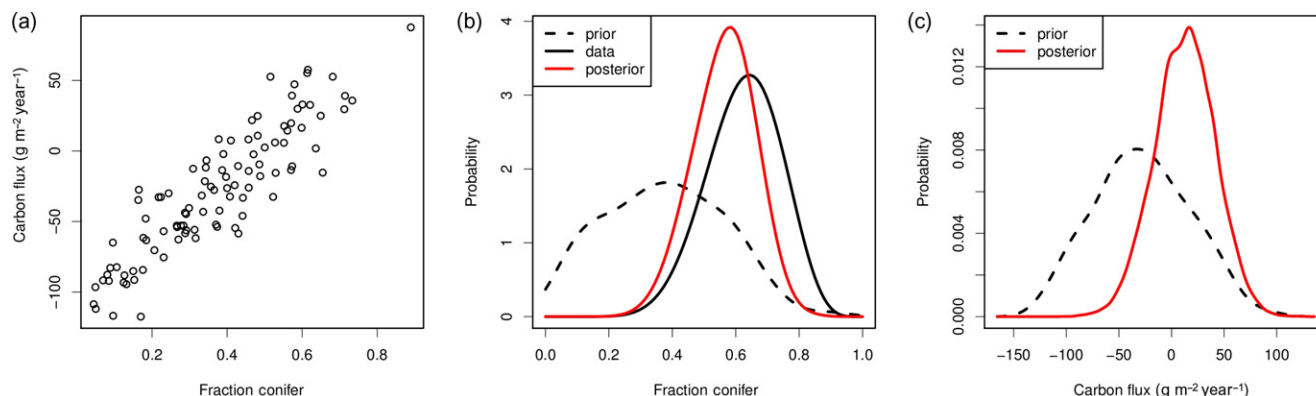 (a)
Carbon flux (g m⁻² year⁻¹)
50
0
−50
−100
0.2 0.4 0.6 0.8
Fraction conifer
(b)
prior
data
posterior
Probability
4
3
2
1
0
0.0 0.2 0.4 0.6 0.8 1.0
Fraction conifer
(c)
prior
posterior
Probability
0.012
0.008
0.004
0.000
−150 −100 −50 0 50 100
Carbon flux (g m⁻² year⁻¹)